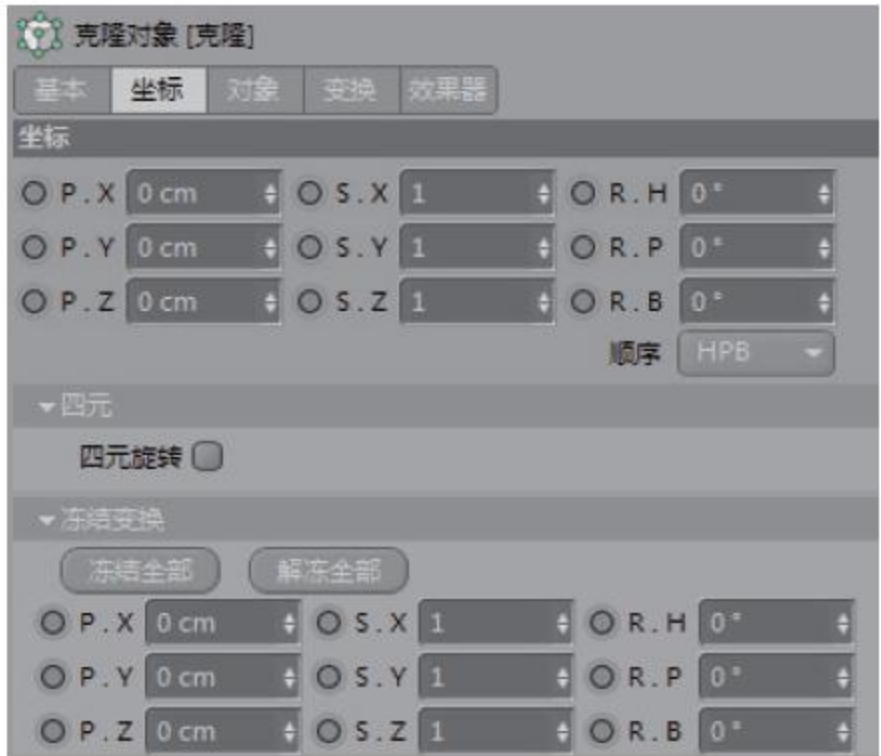 克隆对象 [克隆]
基本 坐标 对象 变换 效果器
坐标
P . X 0 cm S . X 1 R . H 0 °
P . Y 0 cm S . Y 1 R . P 0 °
P . Z 0 cm S . Z 1 R . B 0 °
顺序 HPB
四元
四元旋转
冻结变换
冻结全部 解冻全部
P . X 0 cm S . X 1 R . H 0 °
P . Y 0 cm S . Y 1 R . P 0 °
P . Z 0 cm S . Z 1 R . B 0 °